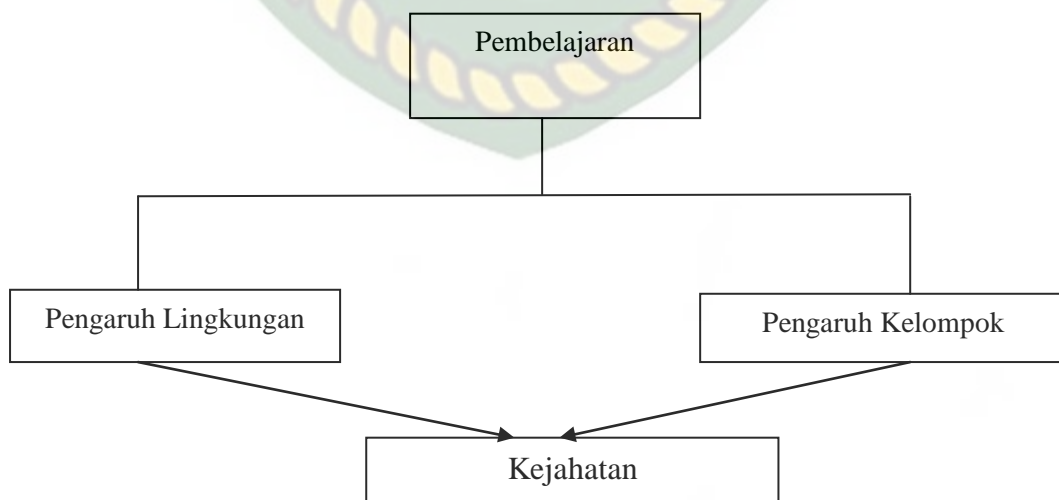 Pembelajaran
Pengaruh Lingkungan
Pengaruh Kelompok
Kejahatan